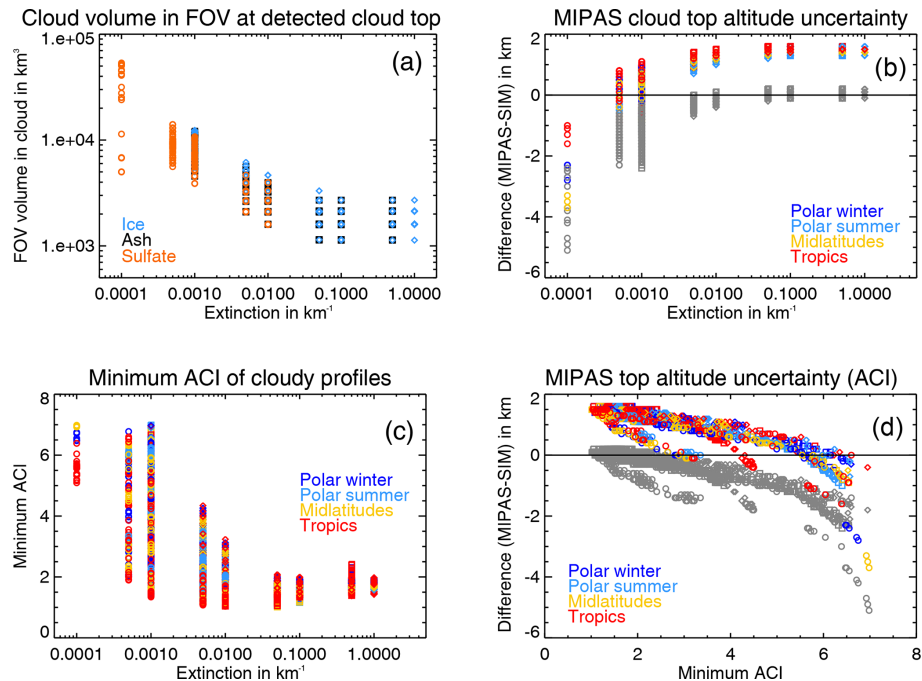 Cloud volume in FOV at detected cloud top
FOV volume in cloud in km³
1.e+05
1.e+04
1.e+03
(a)
Ice
Ash
Sulfate
0.0001 0.0010 0.0100 0.1000 1.0000
Extinction in km⁻¹
MIPAS cloud top altitude uncertainty
Difference (MIPAS-SIM) in km
2
0
-2
-4
-6
(b)
Polar winter
Polar summer
Midlatitudes
Tropics
0.0001 0.0010 0.0100 0.1000 1.0000
Extinction in km⁻¹
Minimum ACI of cloudy profiles
Minimum ACI
8
6
4
2
0
(c)
Polar winter
Polar summer
Midlatitudes
Tropics
0.0001 0.0010 0.0100 0.1000 1.0000
Extinction in km⁻¹
MIPAS top altitude uncertainty (ACI)
Difference (MIPAS-SIM) in km
2
0
-2
-4
-6
(d)
Polar winter
Polar summer
Midlatitudes
Tropics
0 2 4 6 8
Minimum ACI